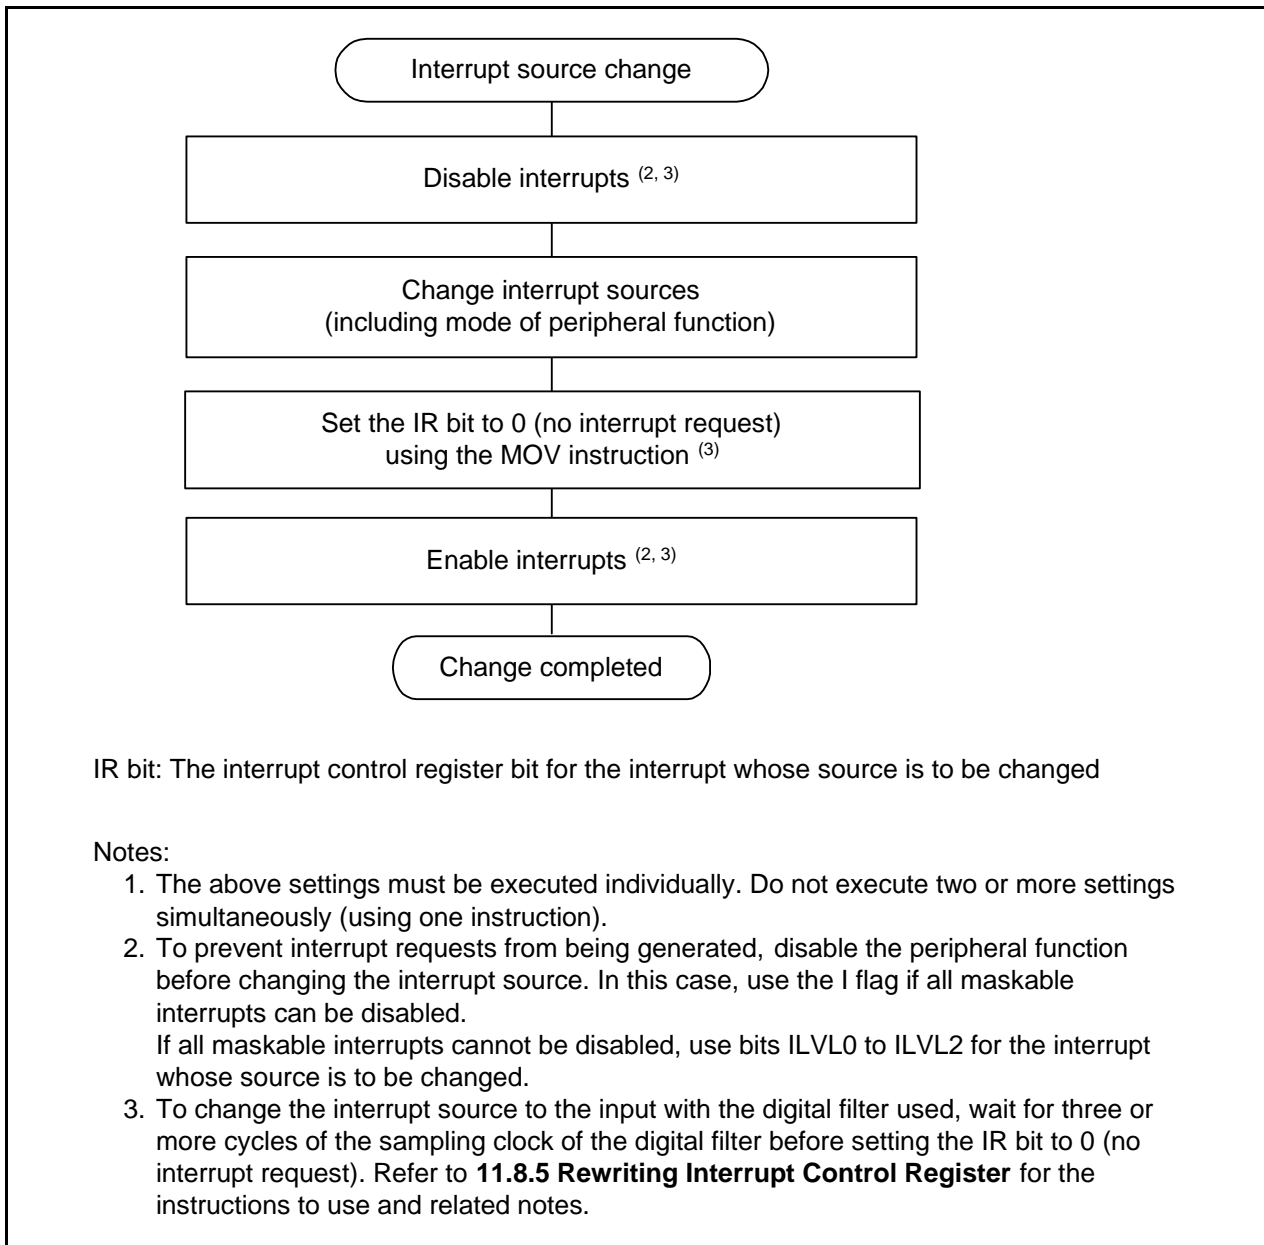 Interrupt source change
Disable interrupts (2, 3)
Change interrupt sources
(including mode of peripheral function)
Set the IR bit to 0 (no interrupt request)
using the MOV instruction (3)
Enable interrupts (2, 3)
Change completed
IR bit: The interrupt control register bit for the interrupt whose source is to be changed
Notes:
1. The above settings must be executed individually. Do not execute two or more settings
simultaneously (using one instruction).
2. To prevent interrupt requests from being generated, disable the peripheral function
before changing the interrupt source. In this case, use the I flag if all maskable
interrupts can be disabled.
If all maskable interrupts cannot be disabled, use bits ILVL0 to ILVL2 for the interrupt
whose source is to be changed.
3. To change the interrupt source to the input with the digital filter used, wait for three or
more cycles of the sampling clock of the digital filter before setting the IR bit to 0 (no
interrupt request). Refer to 11.8.5 Rewriting Interrupt Control Register for the
instructions to use and related notes.